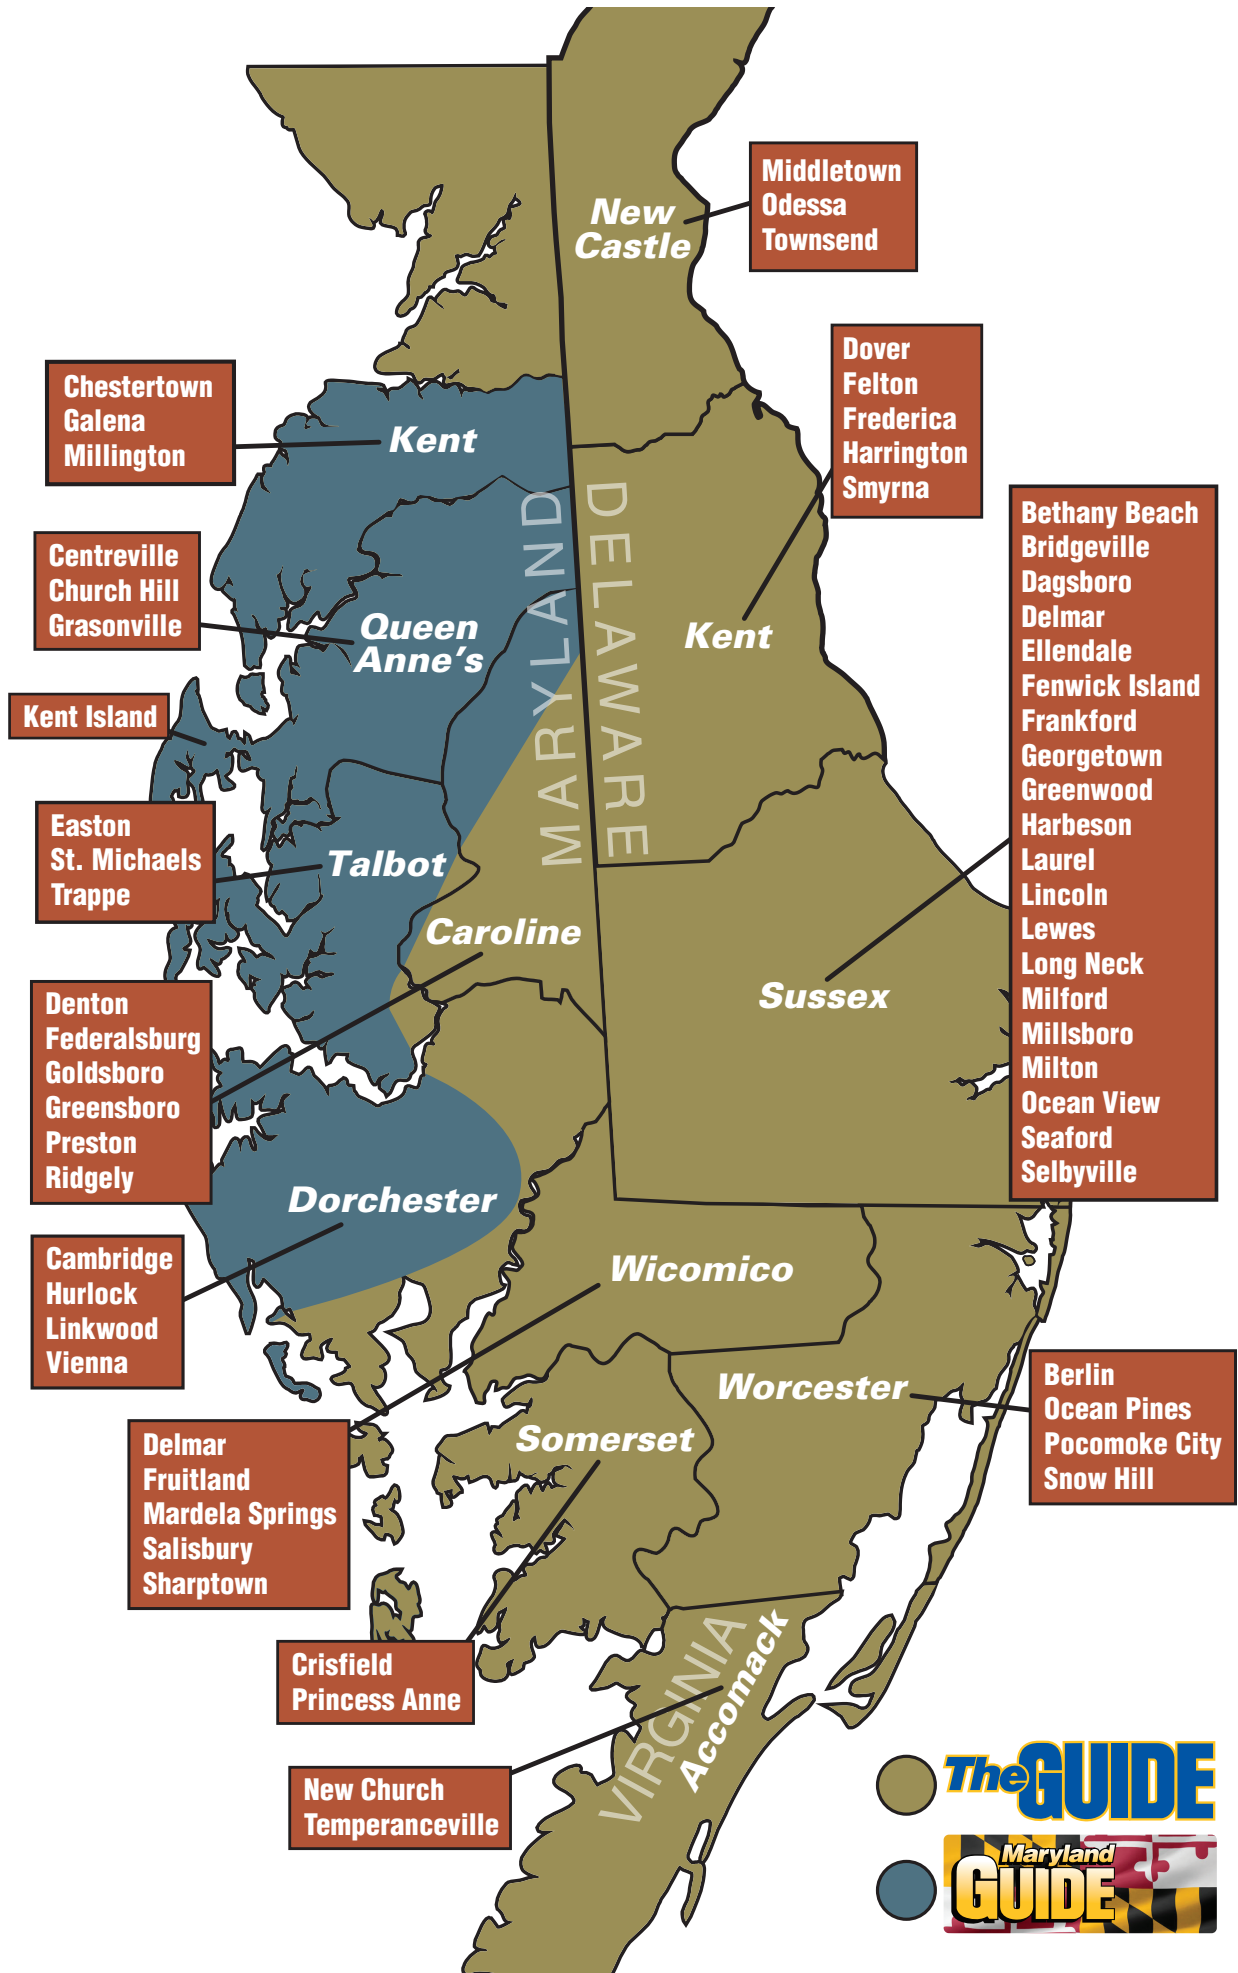 New
Castle
Middletown
Odessa
Townsend
Dover
Felton
Frederica
Harrington
Smyrna
Chestertown
Galena
Millington
Kent
Centreville
Church Hill
Grasonville
Queen
Anne's
MARYLAND
DELAWARE
Kent
Bethany Beach
Bridgeville
Dagsboro
Delmar
Ellendale
Fenwick Island
Frankford
Georgetown
Greenwood
Harbeson
Laurel
Lincoln
Lewes
Long Neck
Milford
Millsboro
Milton
Ocean View
Seaford
Selbyville
Kent Island
Easton
St. Michaels
Trappe
Talbot
Caroline
Sussex
Denton
Federalsburg
Goldsboro
Greensboro
Preston
Ridgely
Dorchester
Cambridge
Hurlock
Linkwood
Vienna
Wicomico
Worcester
Berlin
Ocean Pines
Pocomoke City
Snow Hill
Somerset
Delmar
Fruitland
Mardela Springs
Salisbury
Sharptown
Crisfield
Princess Anne
VIRGINIA
Accomack
New Church
Temperanceville
The GUIDE
Maryland
GUIDE